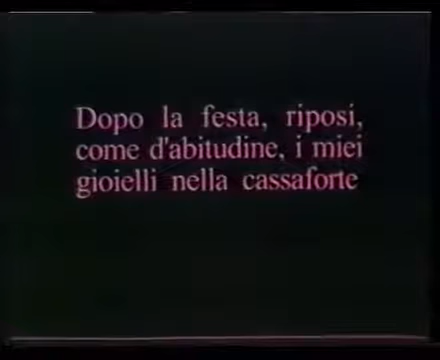 Dopo la festa, riposi,
come d'abitudine, i miei
gioielli nella cassaforte